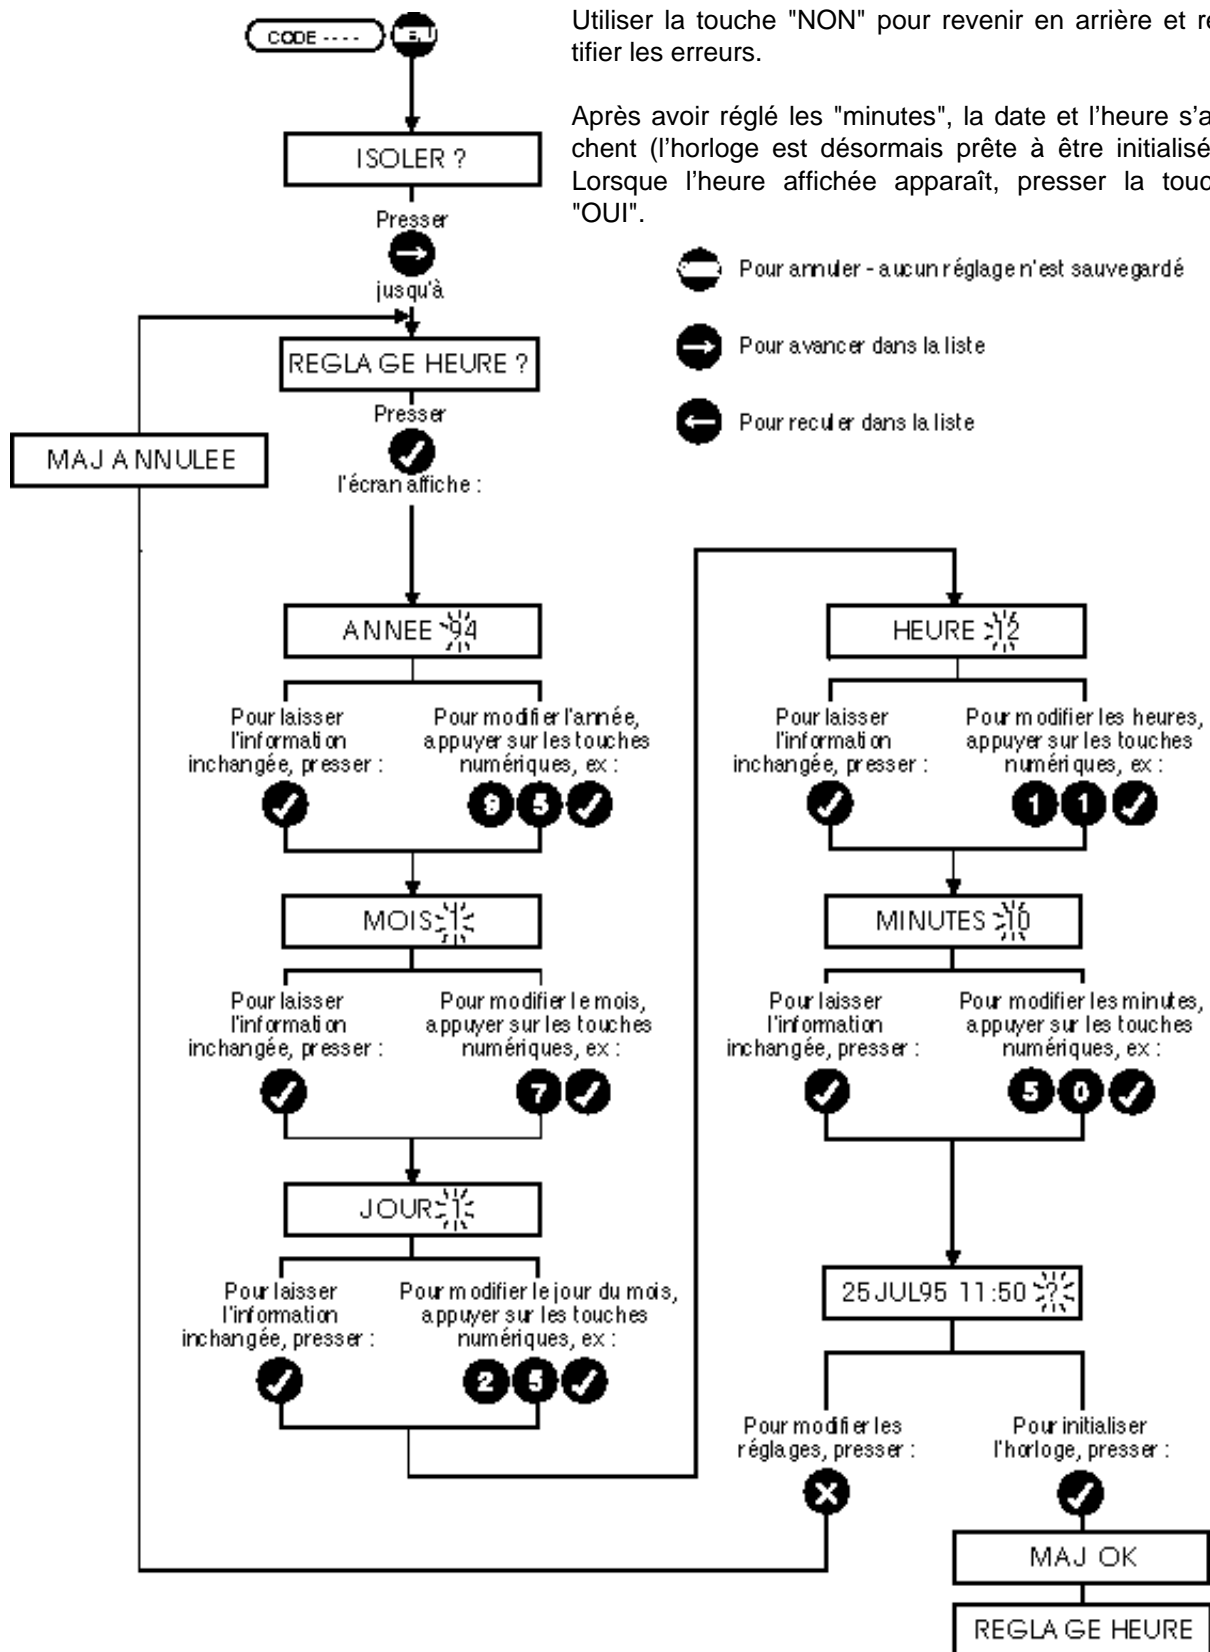 Utiliser la touche "NON" pour revenir en arrière et
tifier les erreurs.
Après avoir réglé les "minutes", la date et l'heure
chent (l'horloge est désormais prête à être
Lorsque l'heure affichée apparaît, presser la
"OUI".
CODE ----
ISOLER ?
Presser
→
jusqu'à
Pour annuler - aucun réglage n'est sauvegardé
→ Pour avancer dans la liste
← Pour reculer dans la liste
REGLAGE HEURE ?
Presser
✓
l'écran affiche :
MAJ ANNULEE
ANNEE 94
Pour laisser
l'information
inchangée, presser :
✓
Pour modifier l'année,
appuyer sur les touches
numériques, ex :
9 5 ✓
MOIS 1
Pour laisser
l'information
inchangée, presser :
✓
Pour modifier le mois,
appuyer sur les touches
numériques, ex :
7 ✓
JOUR 1
Pour laisser
l'information
inchangée, presser :
✓
Pour modifier le jour du mois,
appuyer sur les touches
numériques, ex :
2 5 ✓
HEURE 12
Pour laisser
l'information
inchangée, presser :
✓
Pour modifier les heures,
appuyer sur les touches
numériques, ex :
1 1 ✓
MINUTES 10
Pour laisser
l'information
inchangée, presser :
✓
Pour modifier les minutes,
appuyer sur les touches
numériques, ex :
5 0 ✓
25JUL95 11:50 ?
Pour modifier les
réglages, presser :
X
Pour initialiser
l'horloge, presser :
✓
MAJ OK
REGLAGE HEURE